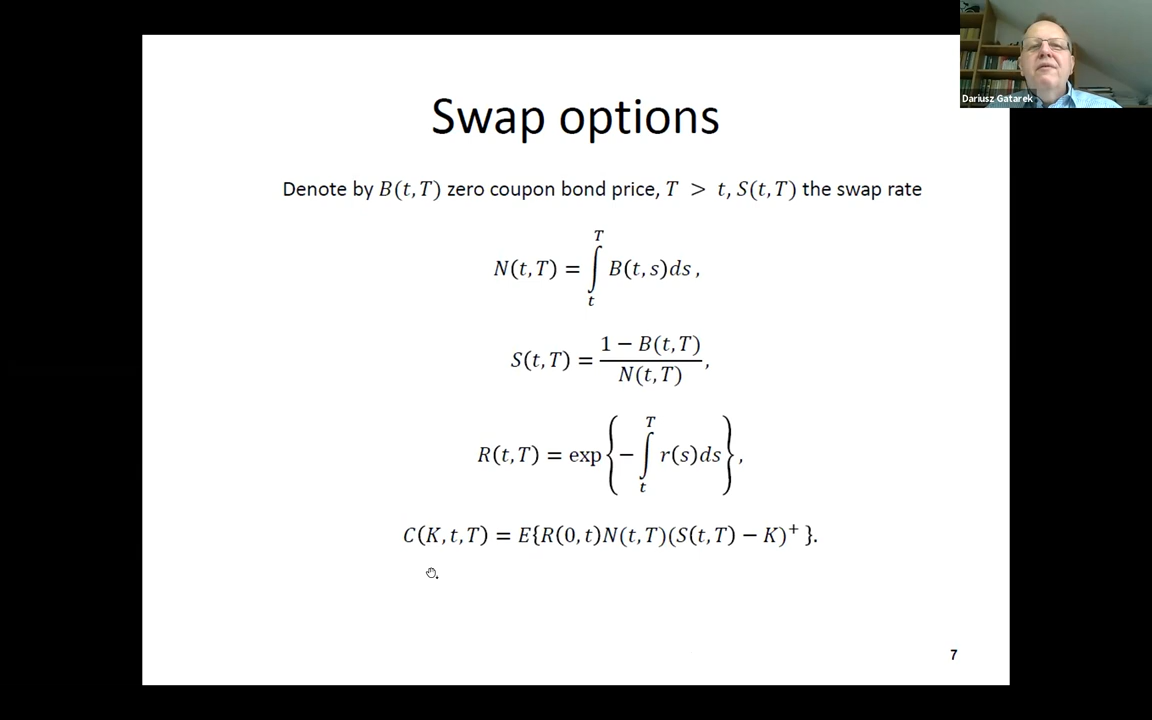 Dariusz Gatarek
Swap options
Denote by B(t,T) zero coupon bond price, T > t, S(t,T) the swap rate
N(t,T) = ∫_t^T B(t,s)ds ,
S(t,T) = (1 − B(t,T)) / N(t,T) ,
R(t,T) = exp{−∫_t^T r(s)ds} ,
C(K,t,T) = E{R(0,t)N(t,T)(S(t,T) − K)⁺ }.
7